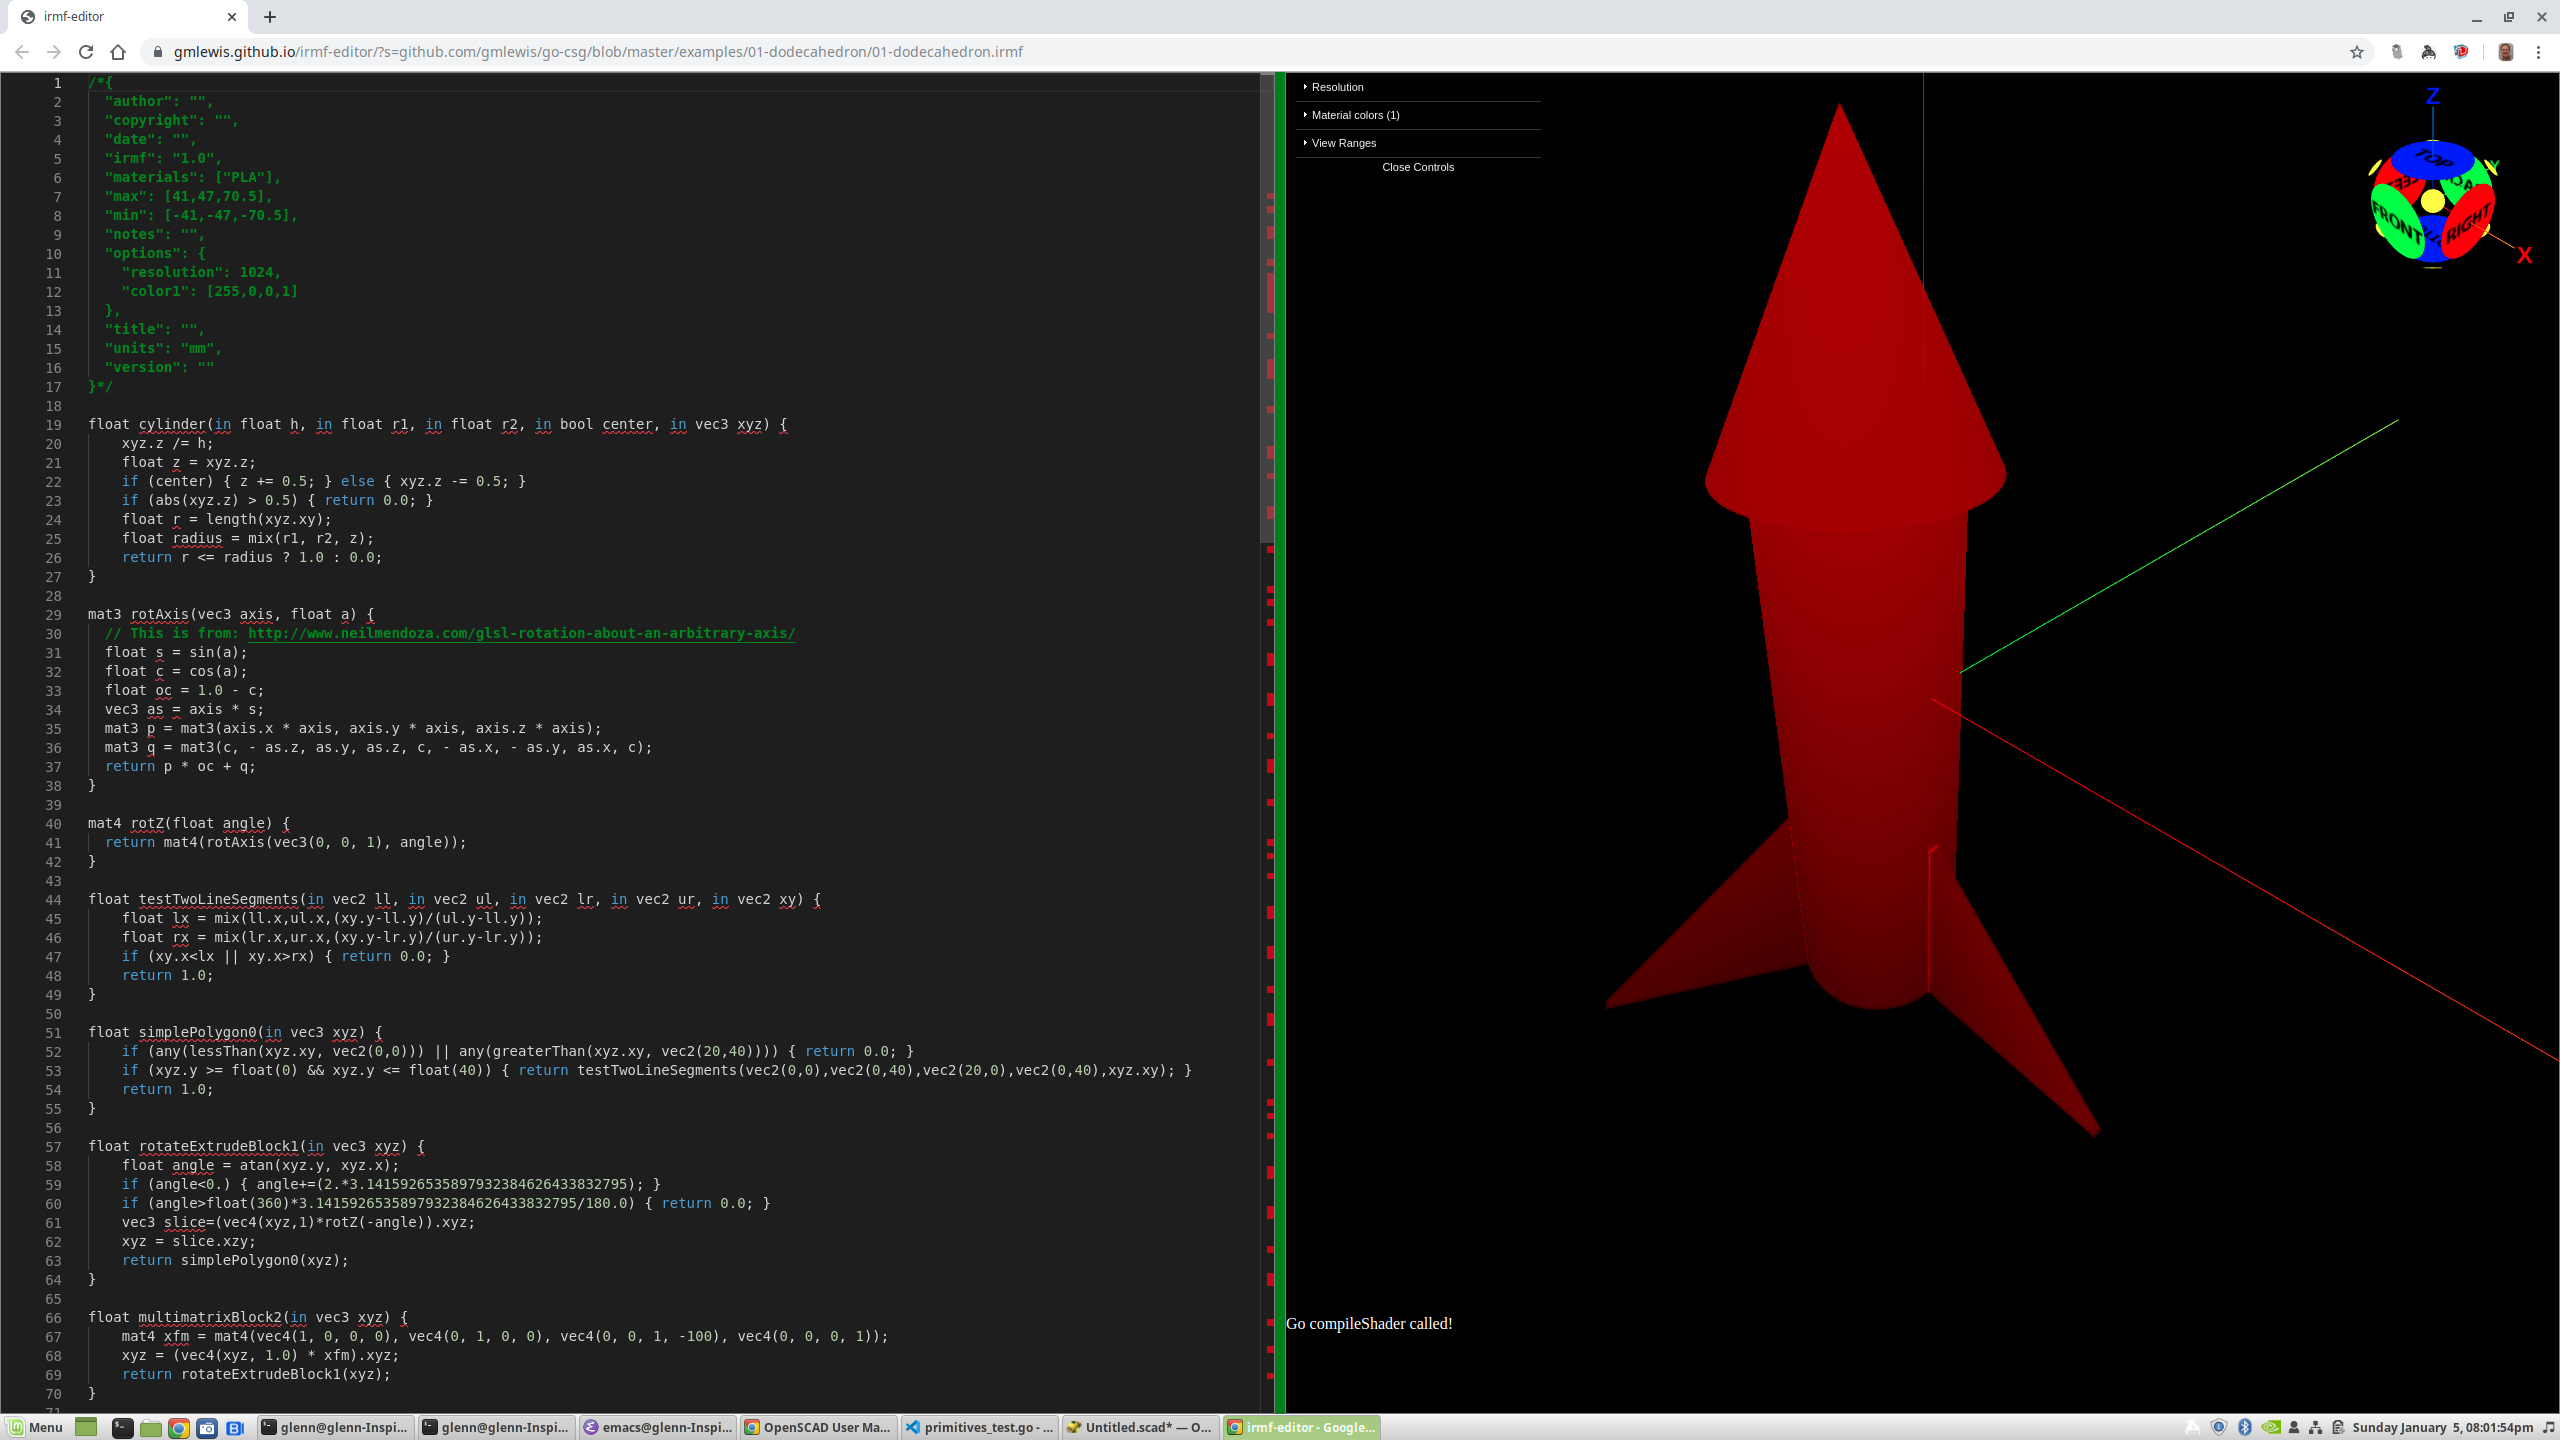 irmf-editor
gmlewis.github.io/irmf-editor/?s=github.com/gmlewis/go-csg/blob/master/examples/01-dodecahedron/01-dodecahedron.irmf
1 /*{
2 "author": "",
3 "copyright": "",
4 "date": "",
5 "irmf": "1.0",
6 "materials": ["PLA"],
7 "max": [41,47,70.5],
8 "min": [-41,-47,-70.5],
9 "notes": "",
10 "options": {
11 "resolution": 1024,
12 "color1": [255,0,0,1]
13 },
14 "title": "",
15 "units": "mm",
16 "version": ""
17 }*/
18
19 float cylinder(in float h, in float r1, in float r2, in bool center, in vec3 xyz) {
20 xyz.z /= h;
21 float z = xyz.z;
22 if (center) { z += 0.5; } else { xyz.z -= 0.5; }
23 if (abs(xyz.z) > 0.5) { return 0.0; }
24 float r = length(xyz.xy);
25 float radius = mix(r1, r2, z);
26 return r <= radius ? 1.0 : 0.0;
27 }
28
29 mat3 rotAxis(vec3 axis, float a) {
30 // This is from: http://www.neilmendoza.com/glsl-rotation-about-an-arbitrary-axis/
31 float s = sin(a);
32 float c = cos(a);
33 float oc = 1.0 - c;
34 vec3 as = axis * s;
35 mat3 p = mat3(axis.x * axis, axis.y * axis, axis.z * axis);
36 mat3 q = mat3(c, - as.z, as.y, as.z, c, - as.x, - as.y, as.x, c);
37 return p * oc + q;
38 }
39
40 mat4 rotZ(float angle) {
41 return mat4(rotAxis(vec3(0, 0, 1), angle));
42 }
43
44 float testTwoLineSegments(in vec2 ll, in vec2 ul, in vec2 lr, in vec2 ur, in vec2 xy) {
45 float lx = mix(ll.x,ul.x,(xy.y-ll.y)/(ul.y-ll.y));
46 float rx = mix(lr.x,ur.x,(xy.y-lr.y)/(ur.y-lr.y));
47 if (xy.x<lx || xy.x>rx) { return 0.0; }
48 return 1.0;
49 }
50
51 float simplePolygon0(in vec3 xyz) {
52 if (any(lessThan(xyz.xy, vec2(0,0))) || any(greaterThan(xyz.xy, vec2(20,40)))) { return 0.0; }
53 if (xyz.y >= float(0) && xyz.y <= float(40)) { return testTwoLineSegments(vec2(0,0),vec2(0,40),vec2(20,0),vec2(0,40),xyz.xy); }
54 return 1.0;
55 }
56
57 float rotateExtrudeBlock1(in vec3 xyz) {
58 float angle = atan(xyz.y, xyz.x);
59 if (angle<0.) { angle+=(2.*3.1415926535897932384626433832795); }
60 if (angle>float(360)*3.1415926535897932384626433832795/180.0) { return 0.0; }
61 vec3 slice=(vec4(xyz,1)*rotZ(-angle)).xyz;
62 xyz = slice.xzy;
63 return simplePolygon0(xyz);
64 }
65
66 float multimatrixBlock2(in vec3 xyz) {
67 mat4 xfm = mat4(vec4(1, 0, 0, 0), vec4(0, 1, 0, 0), vec4(0, 0, 1, -100), vec4(0, 0, 0, 1));
68 xyz = (vec4(xyz, 1.0) * xfm).xyz;
69 return rotateExtrudeBlock1(xyz);
70 }
71
Resolution
Material colors (1)
View Ranges
Close Controls
Z
TOP
Y
FRONT
RIGHT
X
Go compileShader called!
Menu
glenn@glenn-Inspi...
glenn@glenn-Inspi...
emacs@glenn-Inspi...
OpenSCAD User Ma...
primitives_test.go - ...
Untitled.scad* — O...
irmf-editor - Google...
Sunday January 5, 08:01:54pm